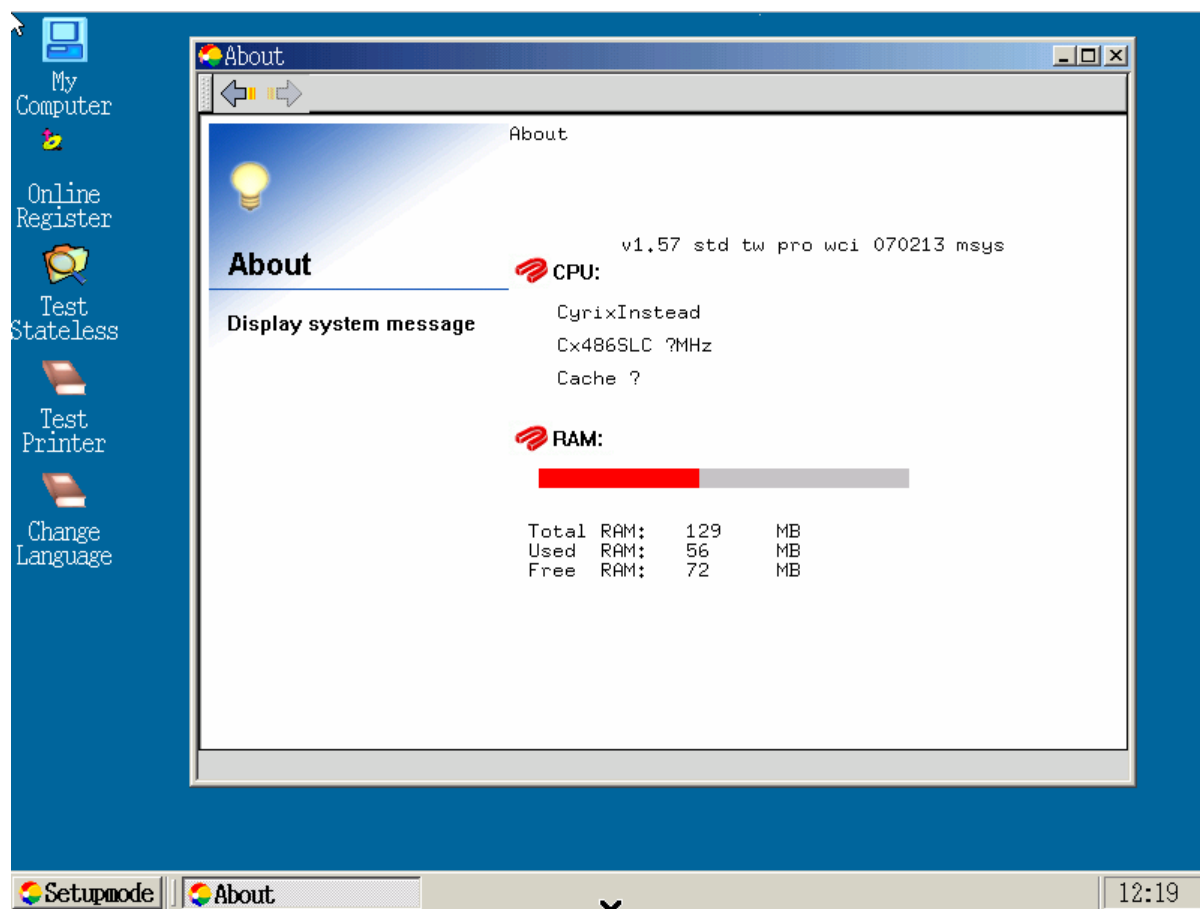 My
Computer
Online
Register
Test
Stateless
Test
Printer
Change
Language
About
About
v1.57 std tw pro wci 070213 msys
About
Display system message
CPU:
CyrixInstead
Cx486SLC ?MHz
Cache ?
RAM:
Total RAM: 129 MB
Used RAM: 56 MB
Free RAM: 72 MB
Setupmode
About
12:19